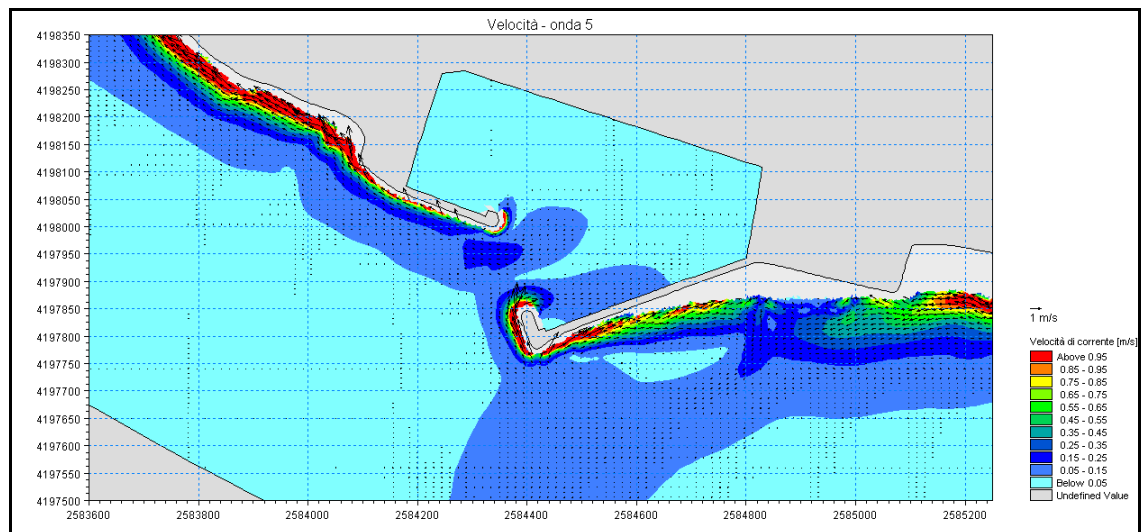 Velocità - onda 5
4198350
4198300
4198250
4198200
4198150
4198100
4198050
4198000
4197950
4197900
4197850
4197800
4197750
4197700
4197650
4197600
4197550
4197500
2583600
2583800
2584000
2584200
2584400
2584600
2584800
2585000
2585200
1 m/s
Velocità di corrente [m/s]
Above 0.95
0.85 - 0.95
0.75 - 0.85
0.65 - 0.75
0.55 - 0.65
0.45 - 0.55
0.35 - 0.45
0.25 - 0.35
0.15 - 0.25
0.05 - 0.15
Below 0.05
Undefined Value